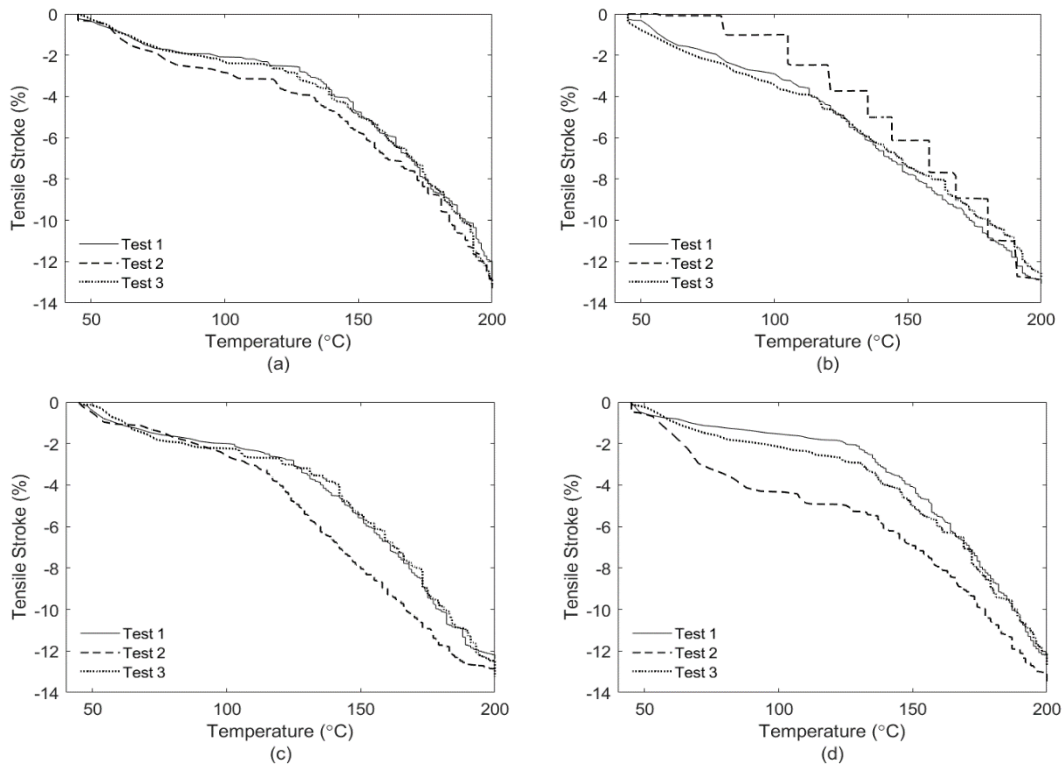 0
-2
-4
-6
-8
-10
-12
-14
Tensile Stroke (%)
Test 1
Test 2
Test 3
50 100 150 200
Temperature (°C)
(a)
0
-2
-4
-6
-8
-10
-12
-14
Tensile Stroke (%)
Test 1
Test 2
Test 3
50 100 150 200
Temperature (°C)
(b)
0
-2
-4
-6
-8
-10
-12
-14
Tensile Stroke (%)
Test 1
Test 2
Test 3
50 100 150 200
Temperature (°C)
(c)
0
-2
-4
-6
-8
-10
-12
-14
Tensile Stroke (%)
Test 1
Test 2
Test 3
50 100 150 200
Temperature (°C)
(d)